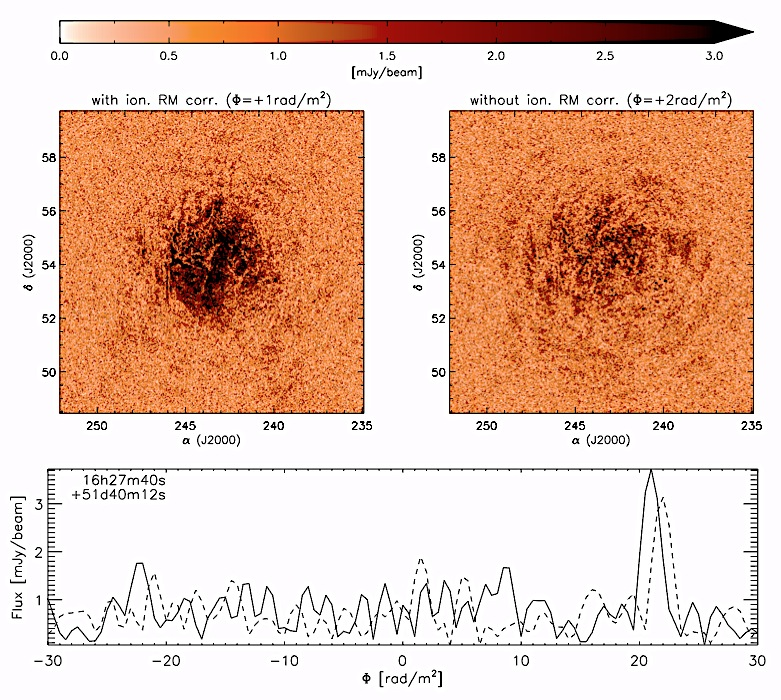 0.0 0.5 1.0 1.5 2.0 2.5 3.0
[mJy/beam]
with ion. RM corr. (Φ=+1rad/m²)
without ion. RM corr. (Φ=+2rad/m²)
58
56
54
52
50
δ (J2000)
250 245 240 235
α (J2000)
58
56
54
52
50
δ (J2000)
250 245 240 235
α (J2000)
16h27m40s
+51d40m12s
3
2
1
Flux [mJy/beam]
−30 −20 −10 0 10 20 30
Φ [rad/m²]